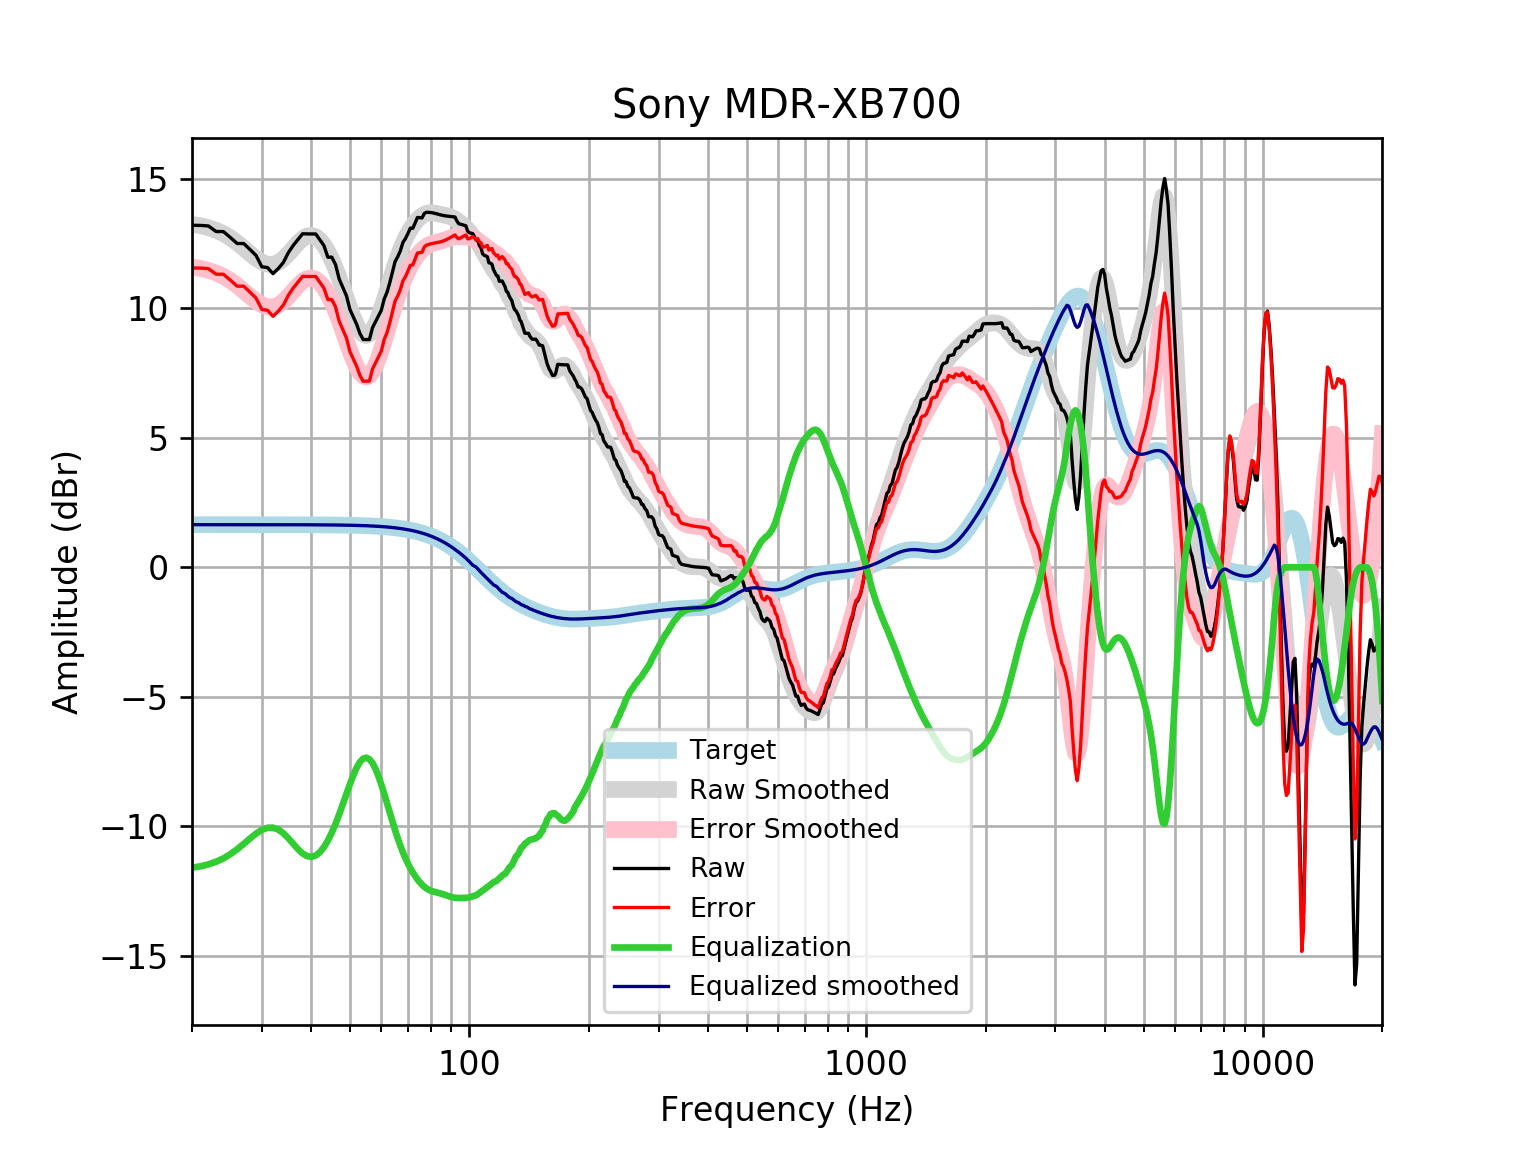 Sony MDR-XB700
15
10
5
0
−5
−10
−15
Amplitude (dBr)
Target
Raw Smoothed
Error Smoothed
Raw
Error
Equalization
Equalized smoothed
100
1000
10000
Frequency (Hz)